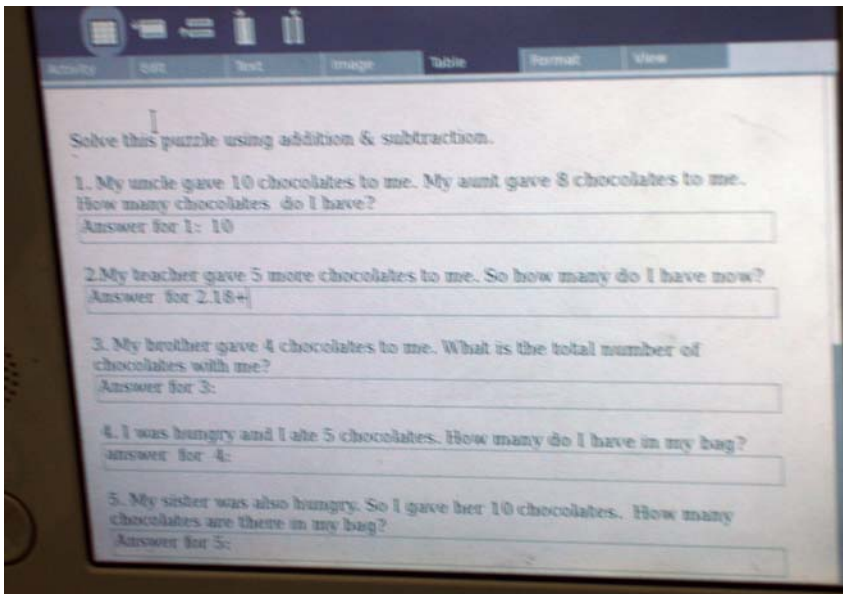 Activity Edit Text Image Table Format View
Solve this puzzle using addition & subtraction.
1. My uncle gave 10 chocolates to me. My aunt gave 8 chocolates to me.
How many chocolates do I have?
Answer for 1: 10
2.My teacher gave 5 more chocolates to me. So how many do I have now?
Answer for 2.18+
3. My brother gave 4 chocolates to me. What is the total number of
chocolates with me?
Answer for 3:
4. I was hungry and I ate 5 chocolates. How many do I have in my bag?
answer for 4:
5. My sister was also hungry. So I gave her 10 chocolates. How many
chocolates are there in my bag?
Answer for 5: